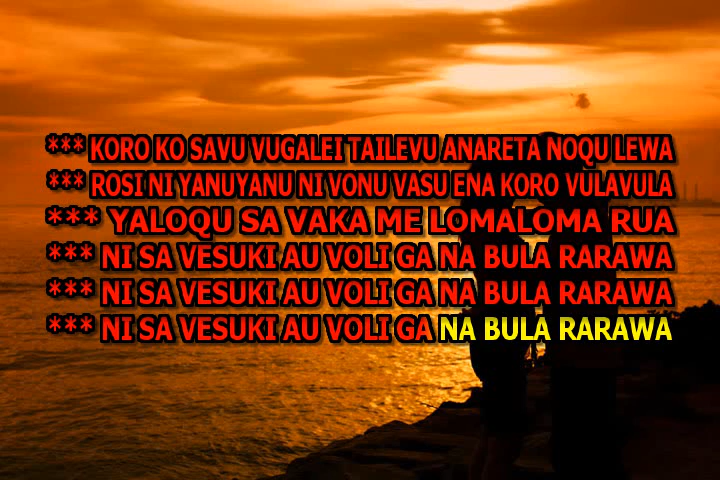 *** KORO KO SAVU VUGALEI TAILEVU ANARETA NOQU LEWA
*** ROSI NI YANUYANU NI VONU VASU ENA KORO VULAVULA
*** YALOQU SA VAKA ME LOMALOMA RUA
*** NI SA VESUKI AU VOLI GA NA BULA RARAWA
*** NI SA VESUKI AU VOLI GA NA BULA RARAWA
*** NI SA VESUKI AU VOLI GA NA BULA RARAWA